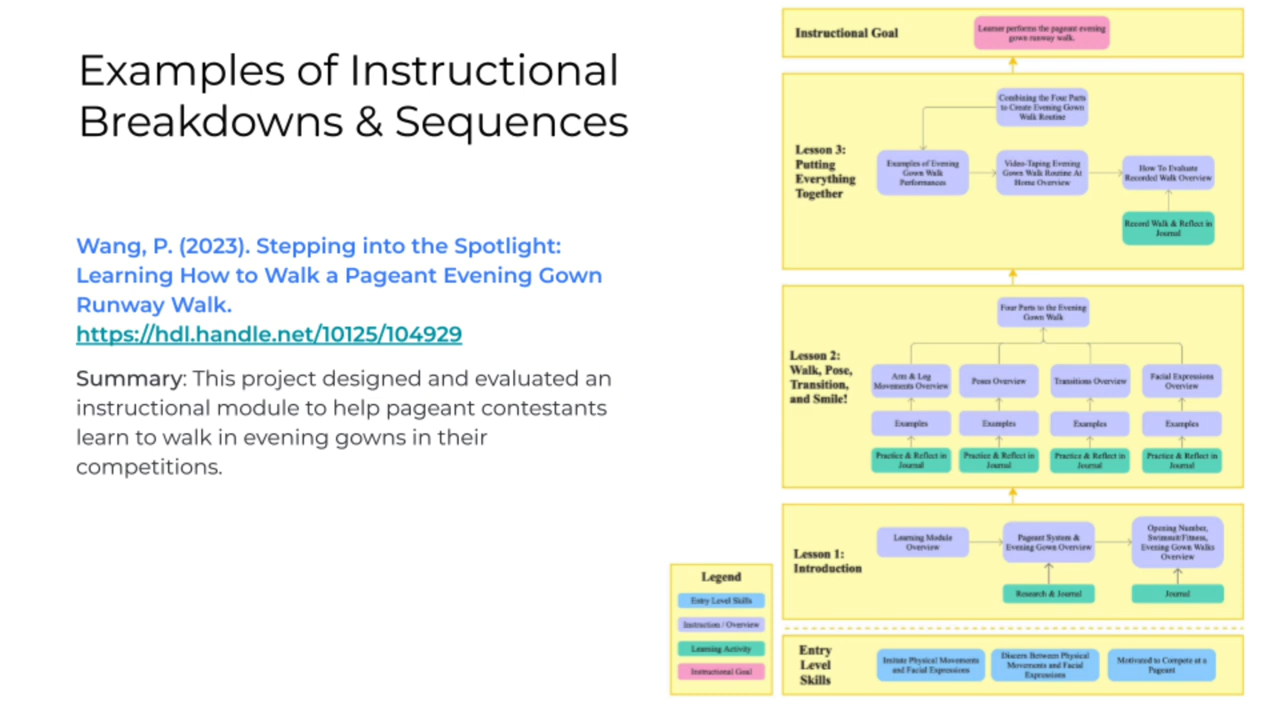 Examples of Instructional
Breakdowns & Sequences
Wang, P. (2023). Stepping into the Spotlight:
Learning How to Walk a Pageant Evening Gown
Runway Walk.
https://hdl.handle.net/10125/104929
Summary: This project designed and evaluated an
instructional module to help pageant contestants
learn to walk in evening gowns in their
competitions.
Instructional Goal
Learner performs the pageant evening
gown runway walk.
Lesson 3:
Putting
Everything
Together
Combining the Four Parts
to Create Evening Gown
Walk Routine
Examples of Evening
Gown Walk
Performances
Video-Taping Evening
Gown Walk Routine At
Home Overview
How To Evaluate
Recorded Walk Overview
Record Walk & Reflect in
Journal
Lesson 2:
Walk, Pose,
Transition,
and Smile!
Four Parts to the Evening
Gown Walk
Arm & Leg
Movements Overview
Poses Overview
Transitions Overview
Facial Expressions
Overview
Examples
Examples
Examples
Examples
Practice & Reflect in
Journal
Practice & Reflect in
Journal
Practice & Reflect in
Journal
Practice & Reflect in
Journal
Lesson 1:
Introduction
Learning Module
Overview
Pageant System &
Evening Gown Overview
Opening Number,
Swimsuit/Fitness,
Evening Gown Walks
Overview
Research & Journal
Journal
Legend
Entry Level Skills
Instruction / Overview
Learning Activity
Instructional Goal
Entry
Level
Skills
Imitate Physical Movements
and Facial Expressions
Discern Between Physical
Movements and Facial
Expressions
Motivated to Compete at a
Pageant